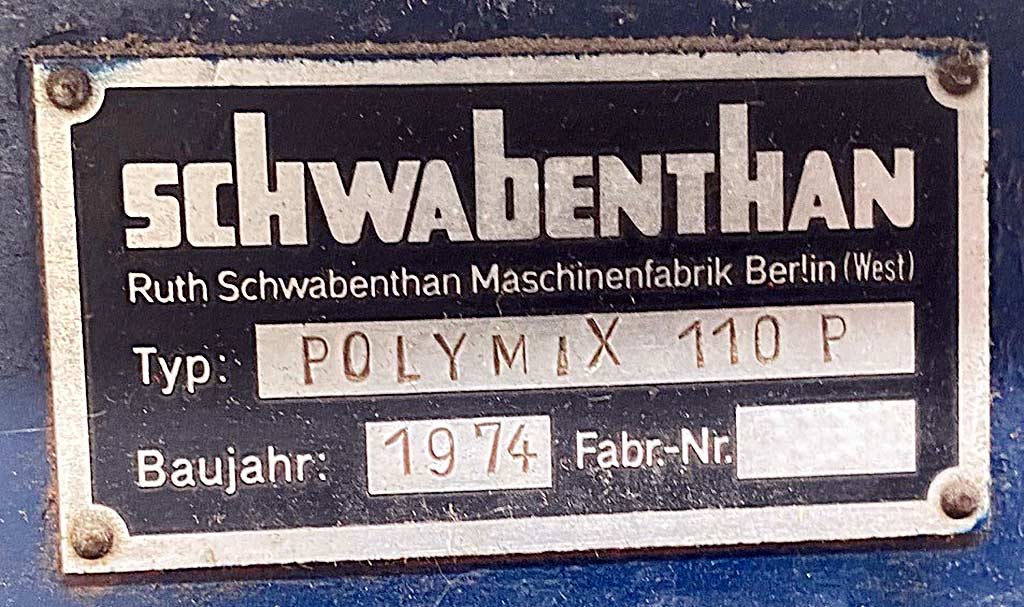 SCHWABENTHAN
Ruth Schwabenthan Maschinenfabrik Berlin (West)
Typ: POLYMIX 110 P
Baujahr: 1974 Fabr.-Nr.